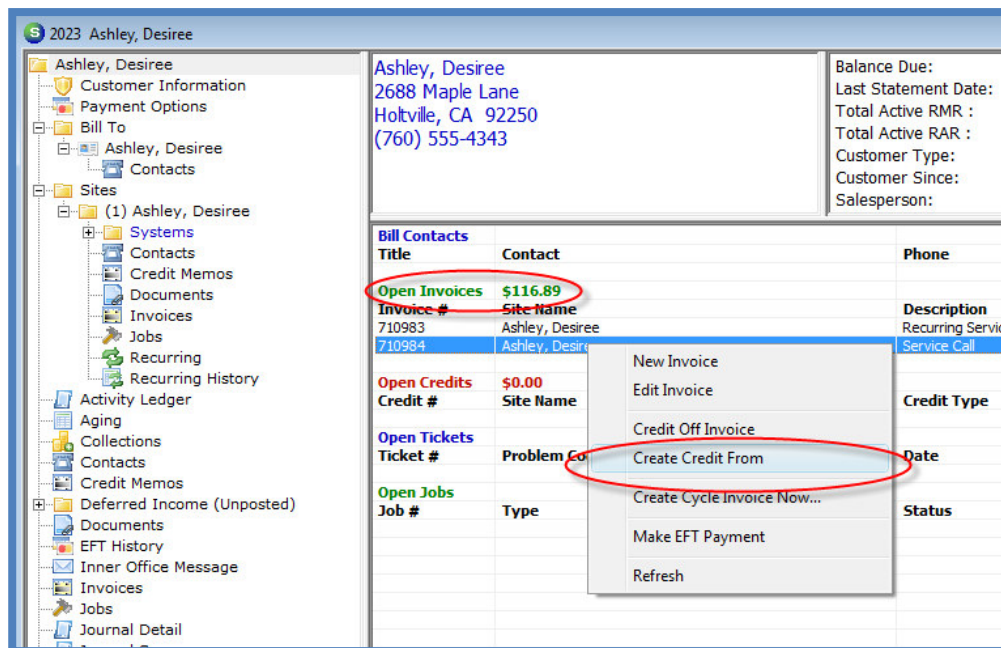 S 2023 Ashley, Desiree
Ashley, Desiree
Customer Information
Payment Options
Bill To
Ashley, Desiree
Contacts
Sites
(1) Ashley, Desiree
Systems
Contacts
Credit Memos
Documents
Invoices
Jobs
Recurring
Recurring History
Activity Ledger
Aging
Collections
Contacts
Credit Memos
Deferred Income (Unposted)
Documents
EFT History
Inner Office Message
Invoices
Jobs
Journal Detail
Ashley, Desiree
2688 Maple Lane
Holtville, CA 92250
(760) 555-4343
Balance Due:
Last Statement Date:
Total Active RMR :
Total Active RAR :
Customer Type:
Customer Since:
Salesperson:
Bill Contacts
Title Contact Phone
Open Invoices $116.89
Invoice # Site Name Description
710983 Ashley, Desiree Recurring Servic
710984 Ashley, Desire Service Call
Open Credits $0.00
Credit # Site Name Credit Type
Open Tickets
Ticket # Problem Co Date
Open Jobs
Job # Type Status
New Invoice
Edit Invoice
Credit Off Invoice
Create Credit From
Create Cycle Invoice Now...
Make EFT Payment
Refresh